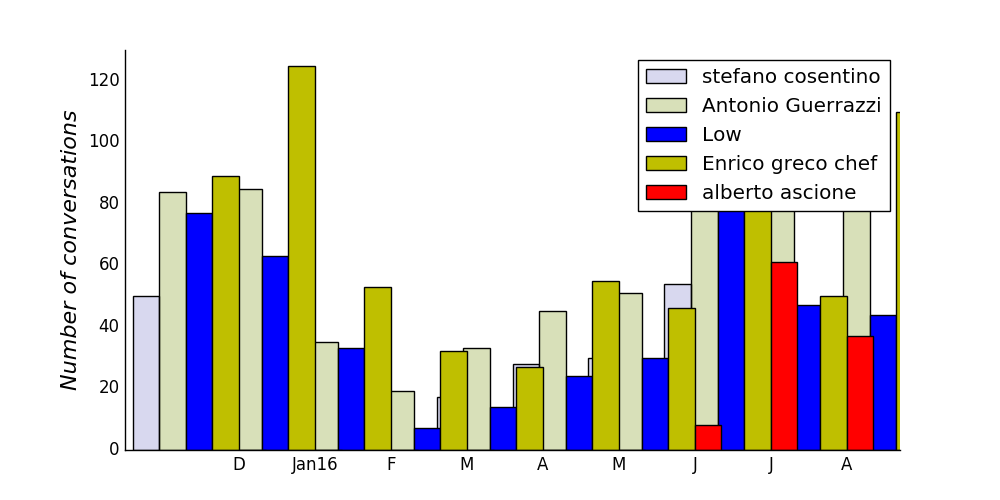 Number of conversations
120
100
80
60
40
20
0
stefano cosentino
Antonio Guerrazzi
Low
Enrico greco chef
alberto ascione
D Jan16 F M A M J J A